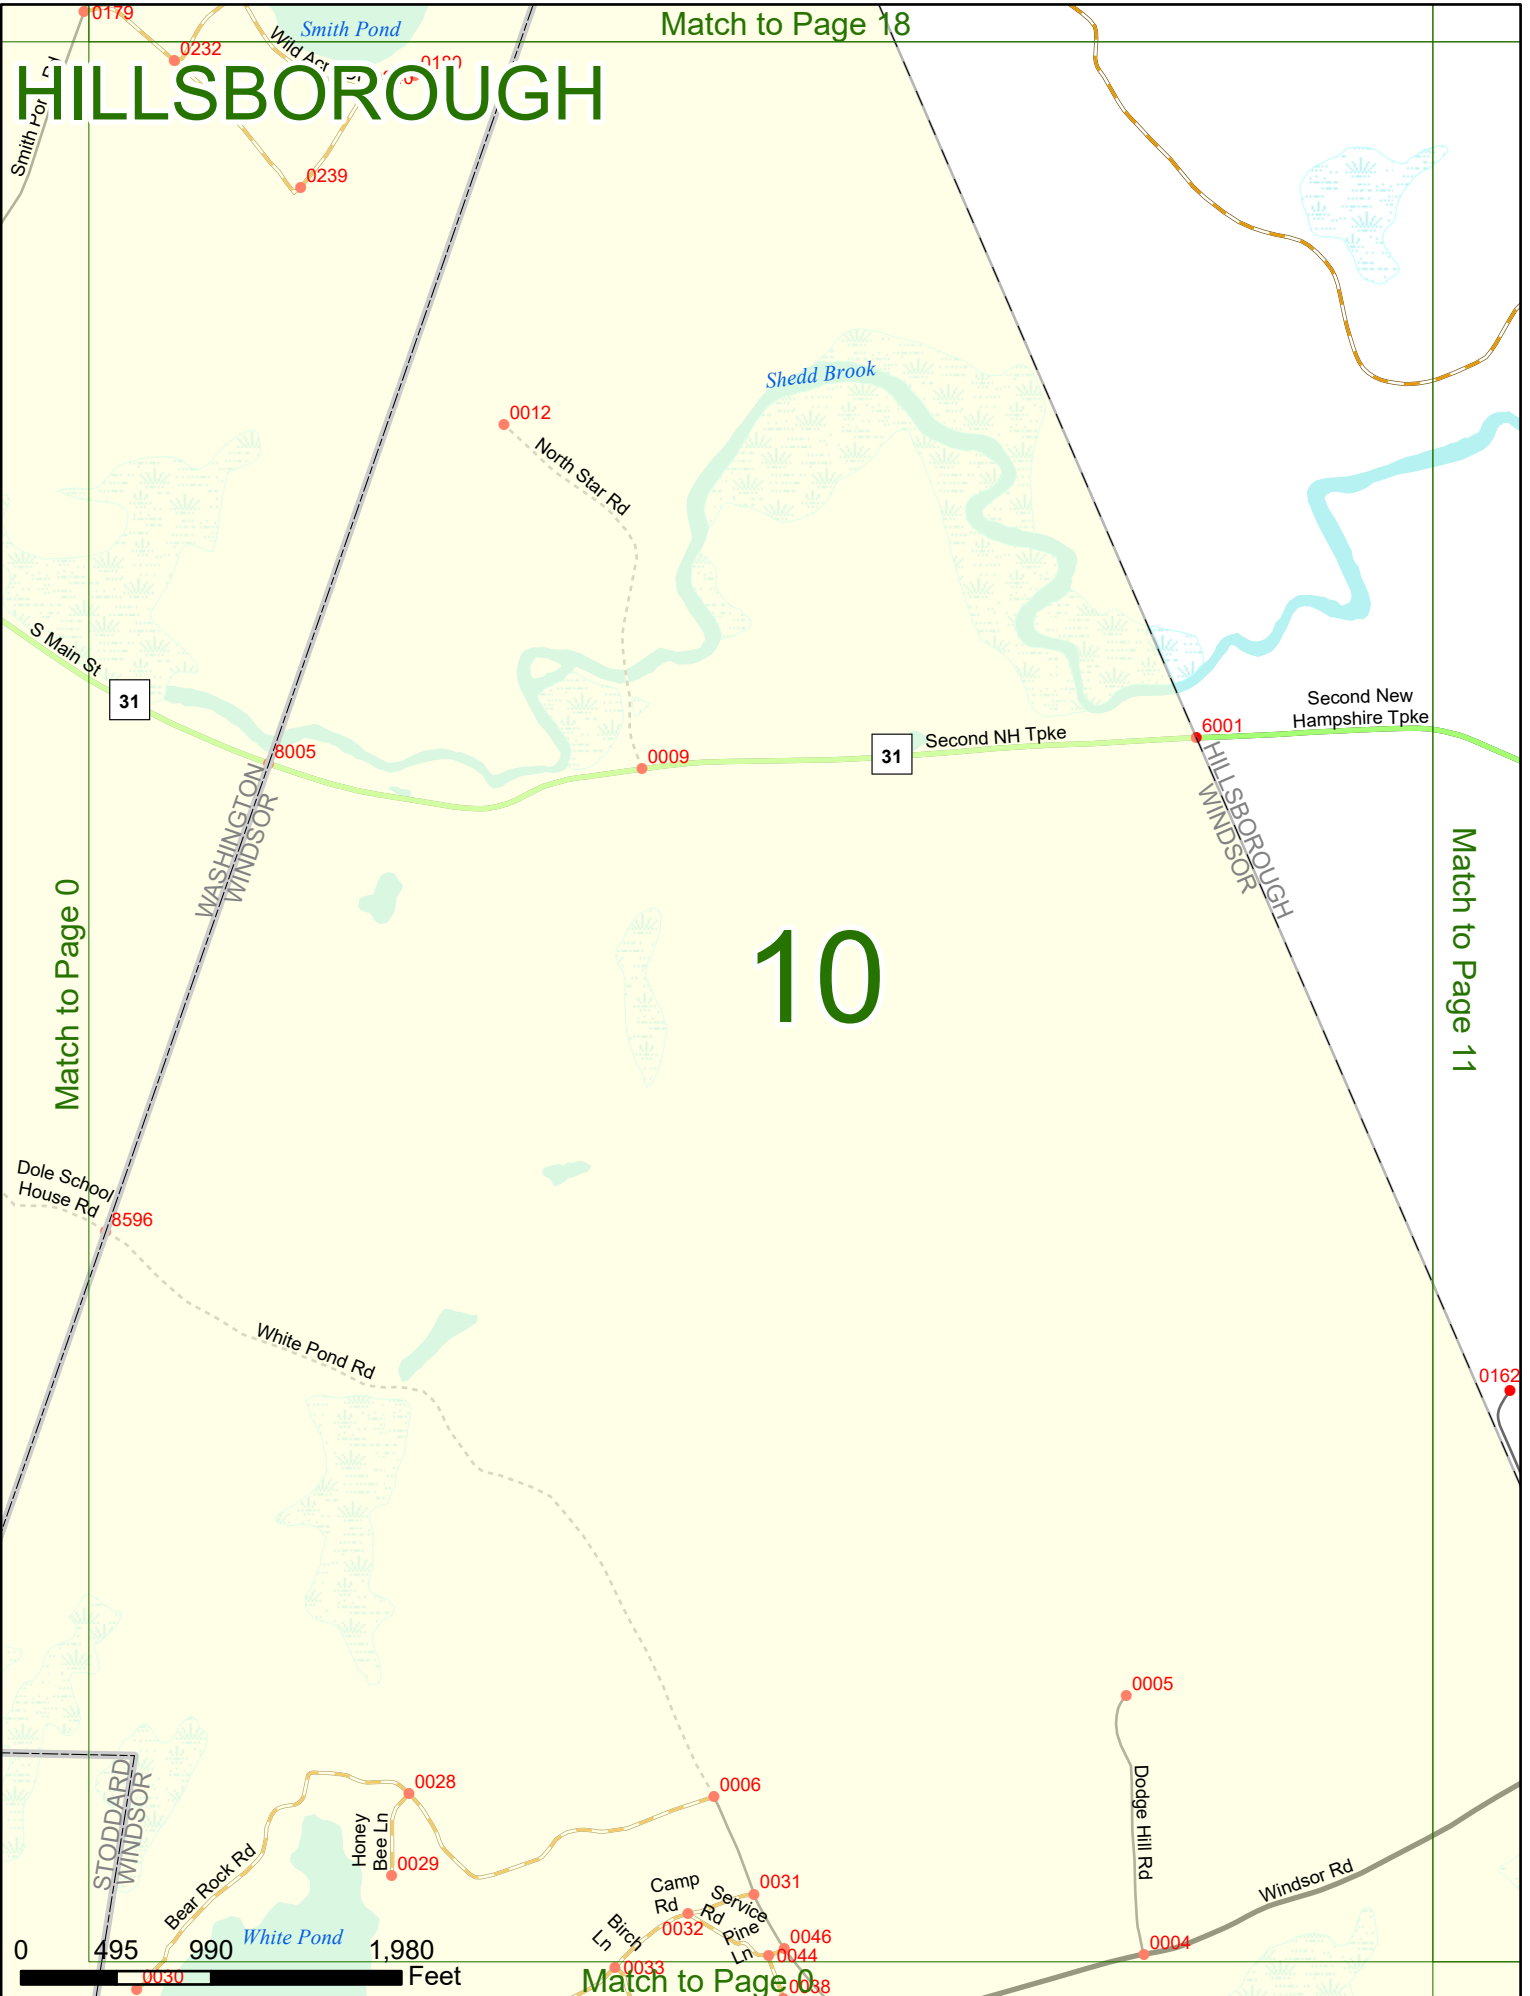 0179
Smith Pond
Match to Page 18
0232
HILLSBOROUGH
0239
Shedd Brook
0012
North Star Rd
S Main St
31
8005
0009
31
Second NH Tpke
6001
Second New
Hampshire Tpke
WASHINGTON
WINDSOR
HILLSBOROUGH
WINDSOR
Match to Page 0
10
Match to Page 11
Dole School
House Rd
8596
White Pond Rd
0162
0005
STODDARD
WINDSOR
0028
0006
Honey
Bee Ln
0029
Bear Rock Rd
Dodge Hill Rd
Windsor Rd
Camp
Rd
Service
Rd
0031
0032
Birch
Ln
Pine
Ln
0046
0044
0004
White Pond
0033
0 495 990 1,980
Feet
0030
Match to Page 0
0038